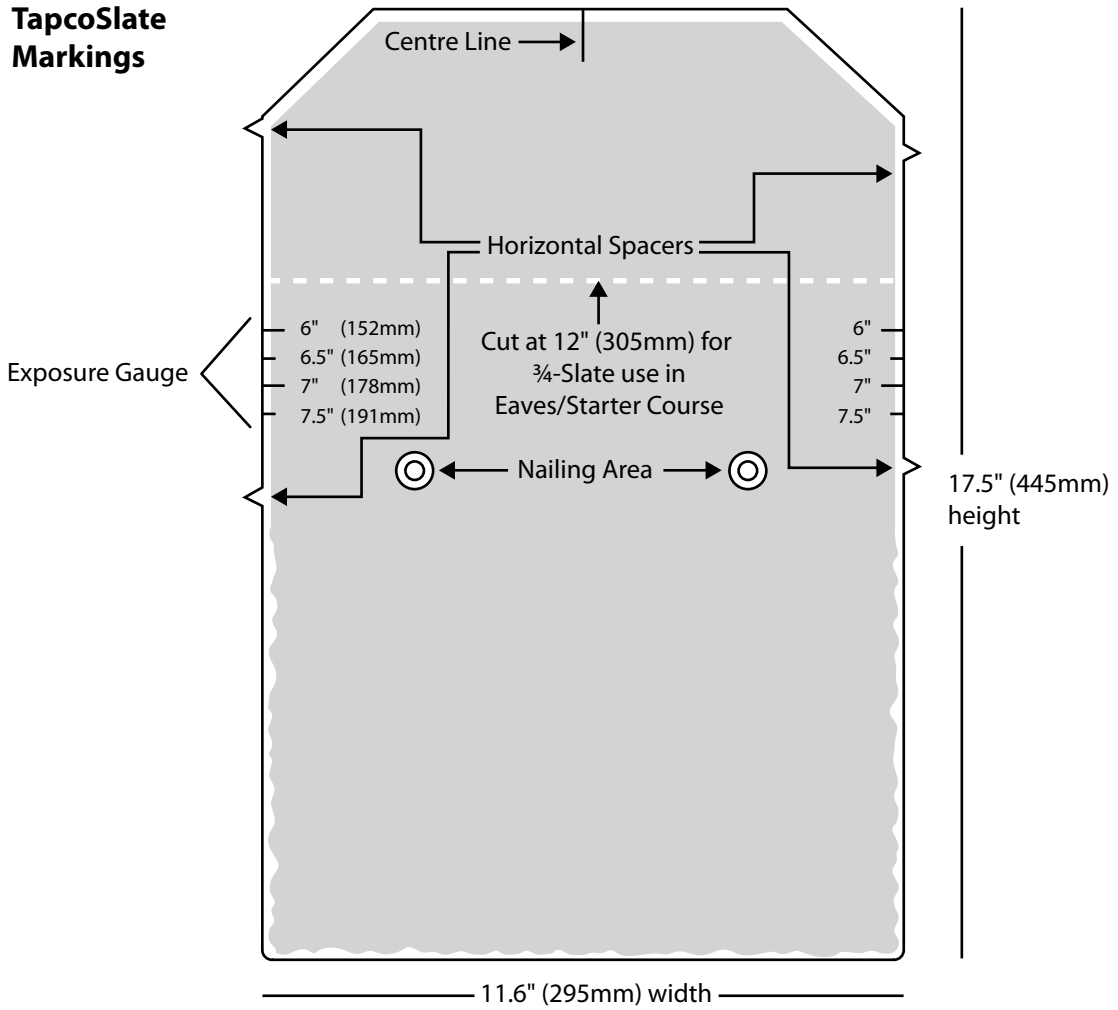 TapcoSlate
Markings
Centre Line
Horizontal Spacers
Exposure Gauge
6" (152mm)
6.5" (165mm)
7" (178mm)
7.5" (191mm)
Cut at 12" (305mm) for
¾-Slate use in
Eaves/Starter Course
6"
6.5"
7"
7.5"
Nailing Area
17.5" (445mm)
height
11.6" (295mm) width